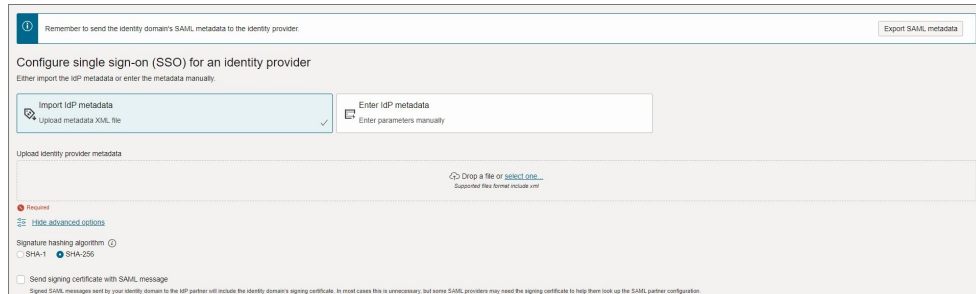 Remember to send the identity domain's SAML metadata to the identity provider.
Export SAML metadata
Configure single sign-on (SSO) for an identity provider
Either import the IdP metadata or enter the metadata manually.
Import IdP metadata
Upload metadata XML file
Enter IdP metadata
Enter parameters manually
Upload identity provider metadata
Drop a file or select one...
Supported files format include xml
Required
Hide advanced options
Signature hashing algorithm
SHA-1 SHA-256
Send signing certificate with SAML message
Signed SAML messages sent by your identity domain to the IdP partner will include the identity domain's signing certificate. In most cases this is unnecessary, but some SAML providers may need the signing certificate to help them look up the SAML partner configuration.